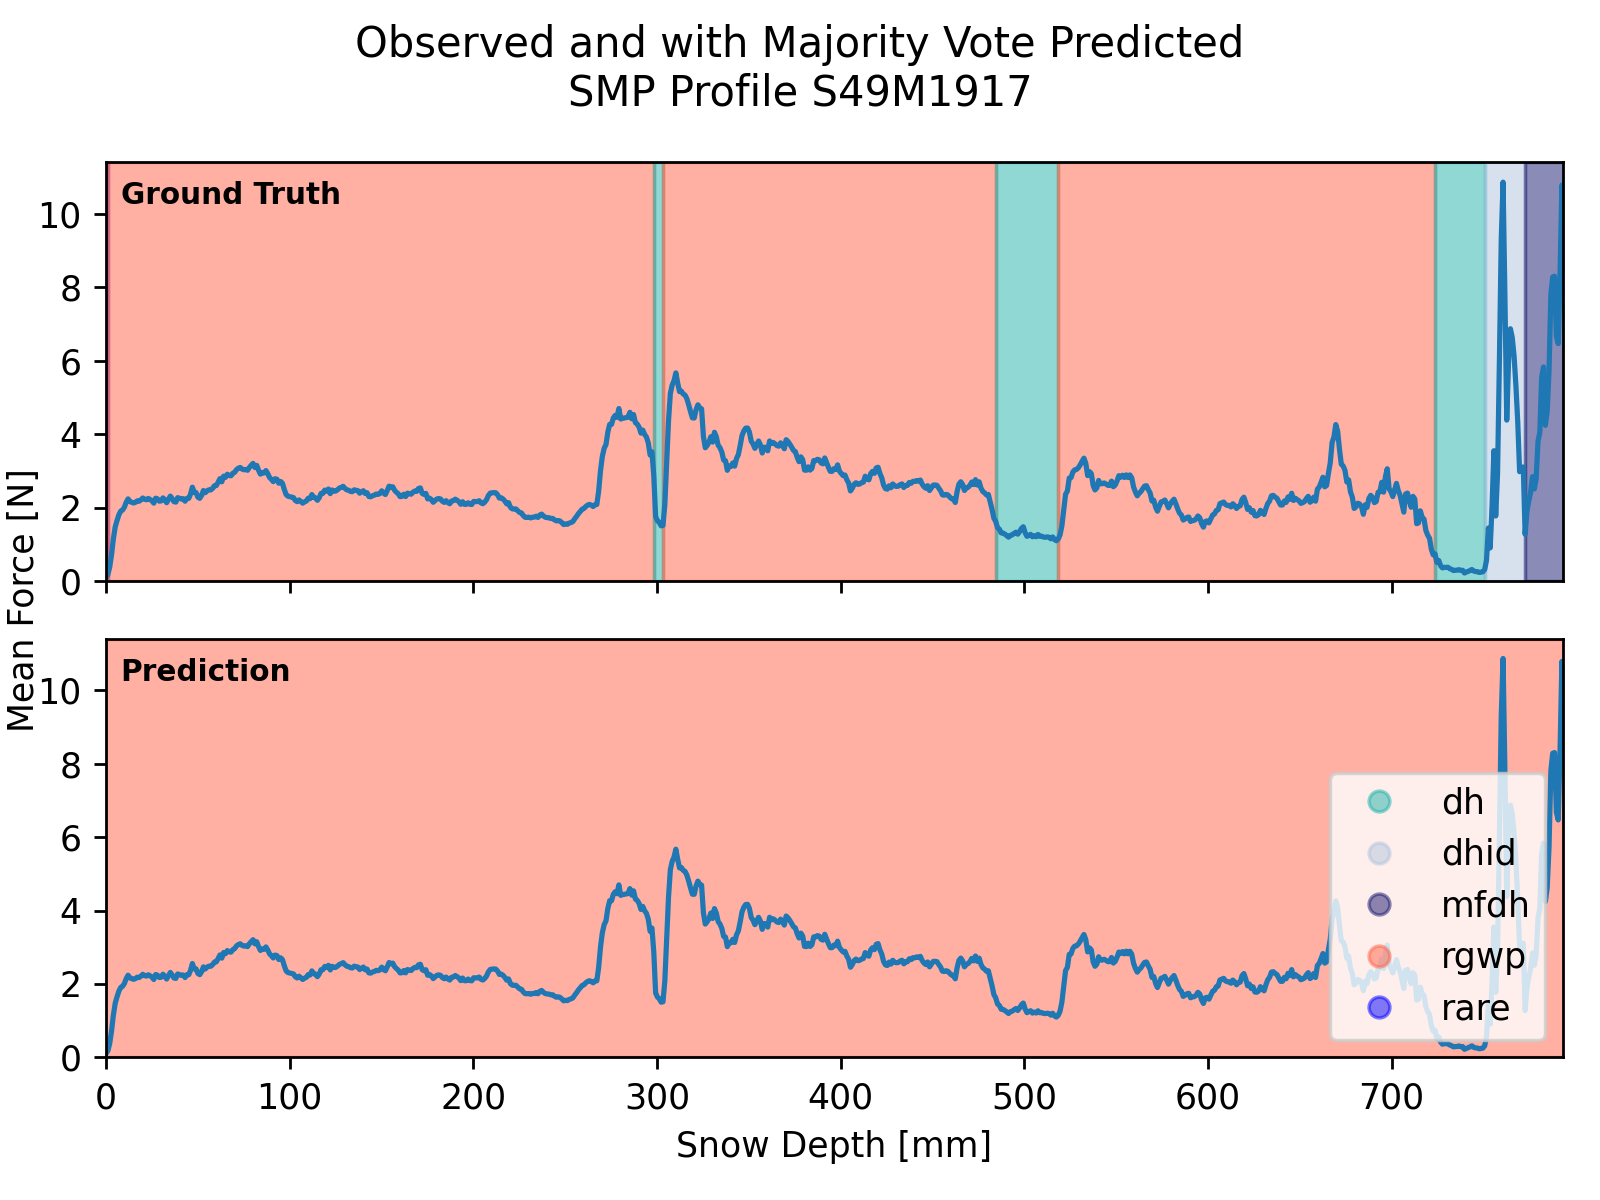 Observed and with Majority Vote Predicted
SMP Profile S49M1917
Ground Truth
10
8
6
4
2
0
Mean Force [N]
Prediction
10
8
6
4
2
0
dh
dhid
mfdh
rgwp
rare
0 100 200 300 400 500 600 700
Snow Depth [mm]